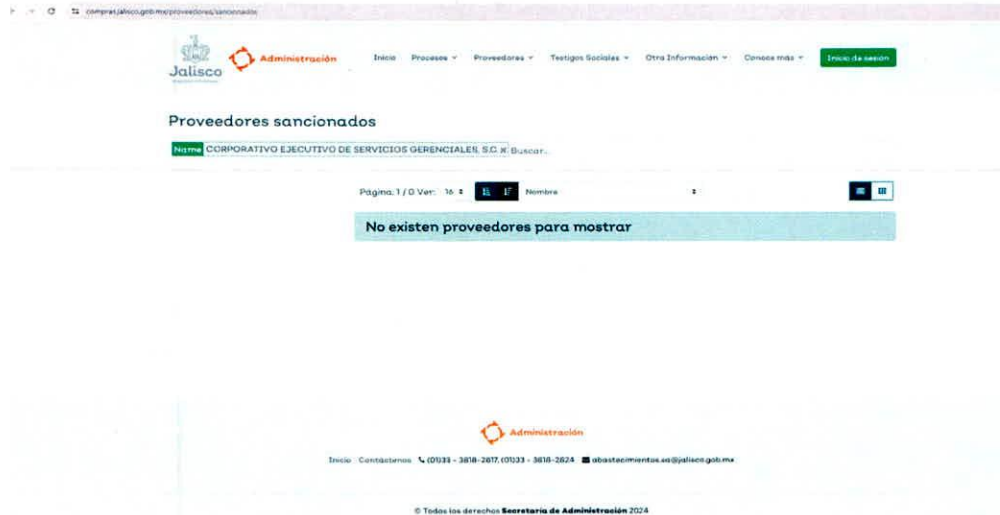 compras.jalisco.gob.mx/proveedores/sancionados
Jalisco
Administración
Inicio Procesos Proveedores Testigos Sociales Otra Información Conoce más Inicio de sesión
Proveedores sancionados
Name CORPORATIVO EJECUTIVO DE SERVICIOS GERENCIALES, S.C. x Buscar...
Página: 1 / 0 Ver: 16 Nombre
No existen proveedores para mostrar
Administración
Inicio Contáctenos (01)33 - 3818-2817, (01)33 - 3818-2824 abastecimientos.sa@jalisco.gob.mx
© Todos los derechos Secretaría de Administración 2024